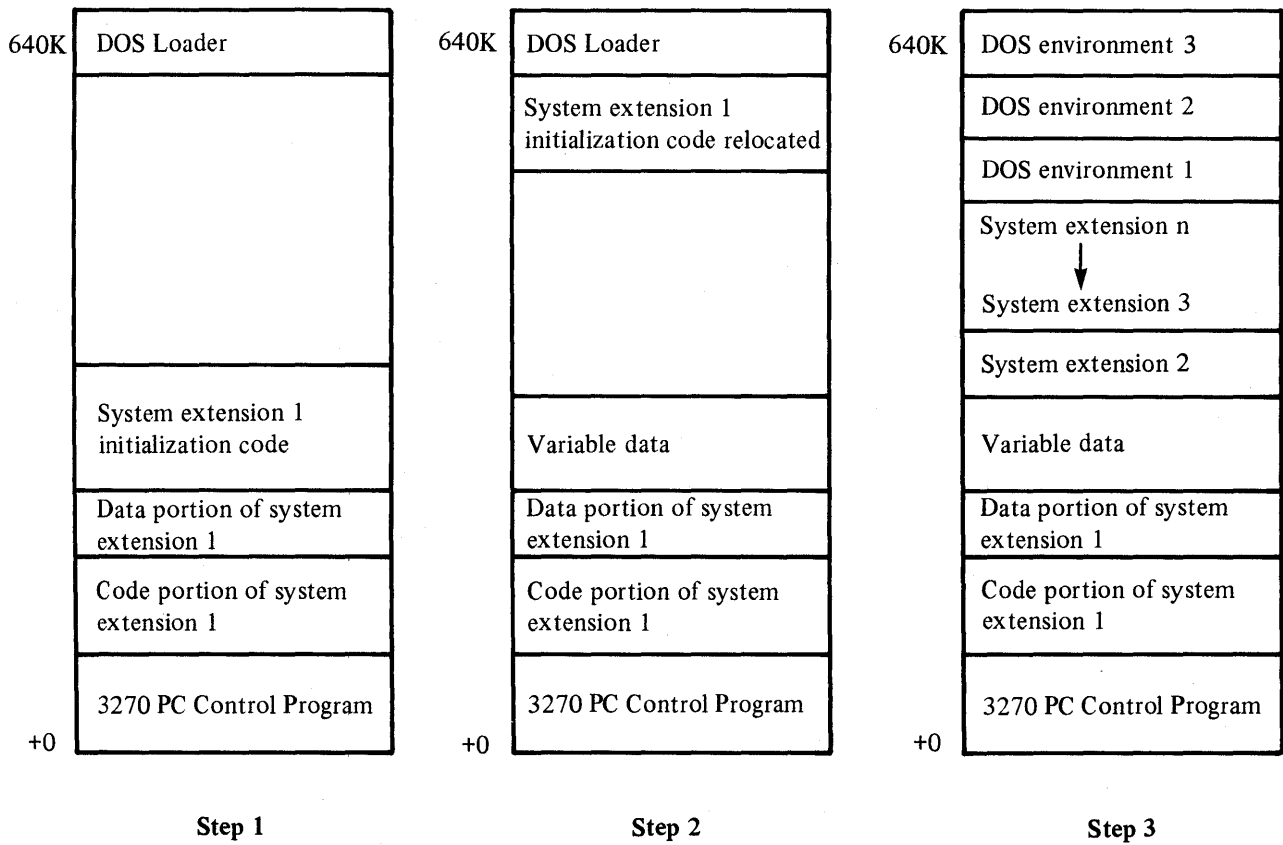 640K
DOS Loader
System extension 1
initialization code
Data portion of system
extension 1
Code portion of system
extension 1
3270 PC Control Program
+0
Step 1
640K
DOS Loader
System extension 1
initialization code relocated
Variable data
Data portion of system
extension 1
Code portion of system
extension 1
3270 PC Control Program
+0
Step 2
640K
DOS environment 3
DOS environment 2
DOS environment 1
System extension n
System extension 3
System extension 2
Variable data
Data portion of system
extension 1
Code portion of system
extension 1
3270 PC Control Program
+0
Step 3